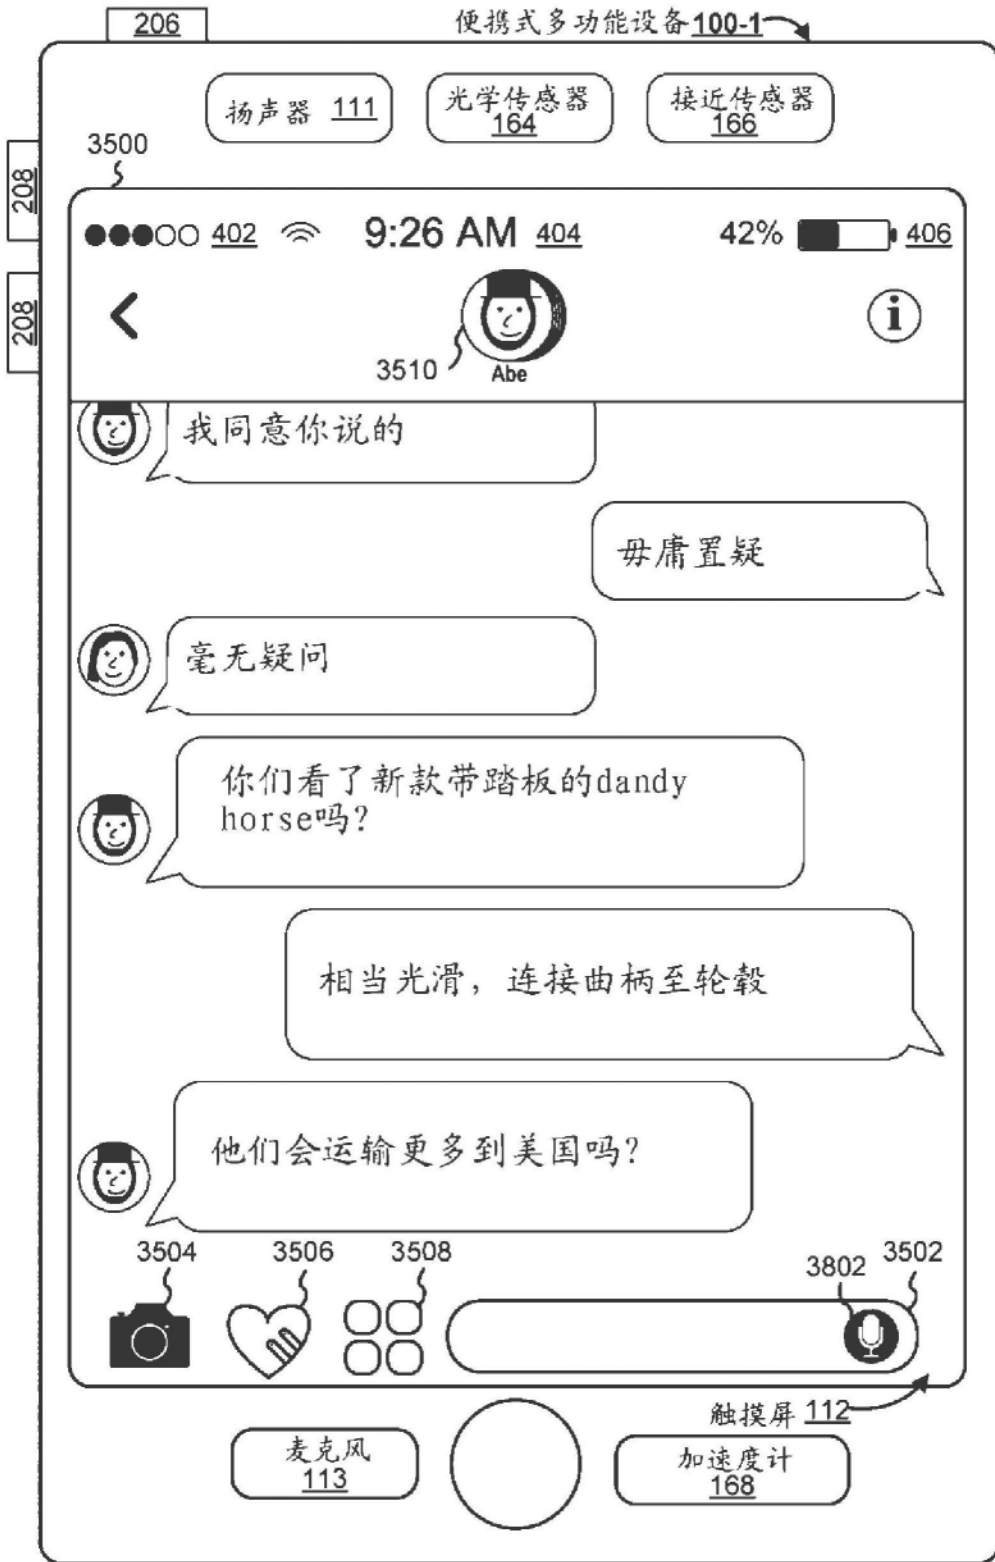 206
便携式多功能设备100-1
扬声器 111
光学传感器
164
接近传感器
166
3500
208
402
9:26 AM 404
42%
406
208
i
3510
Abe
我同意你说的
毋庸置疑
毫无疑问
你们看了新款带踏板的dandy
horse吗?
相当光滑，连接曲柄至轮毂
他们会运输更多到美国吗?
3504
3506
3508
3802
3502
触摸屏 112
麦克风
113
加速度计
168